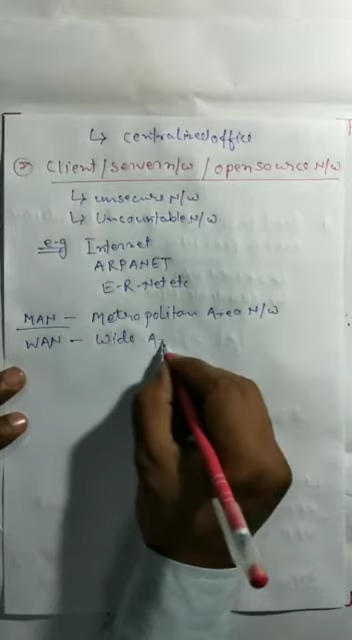 ↳ centralized office
② Client/server n/w / open source N/W
↳ unsecure N/W
↳ Uncountable N/W
e-g Internet
ARPANET
E-R-Net etc
MAN - Metropolitan Area N/W
WAN - Wide A